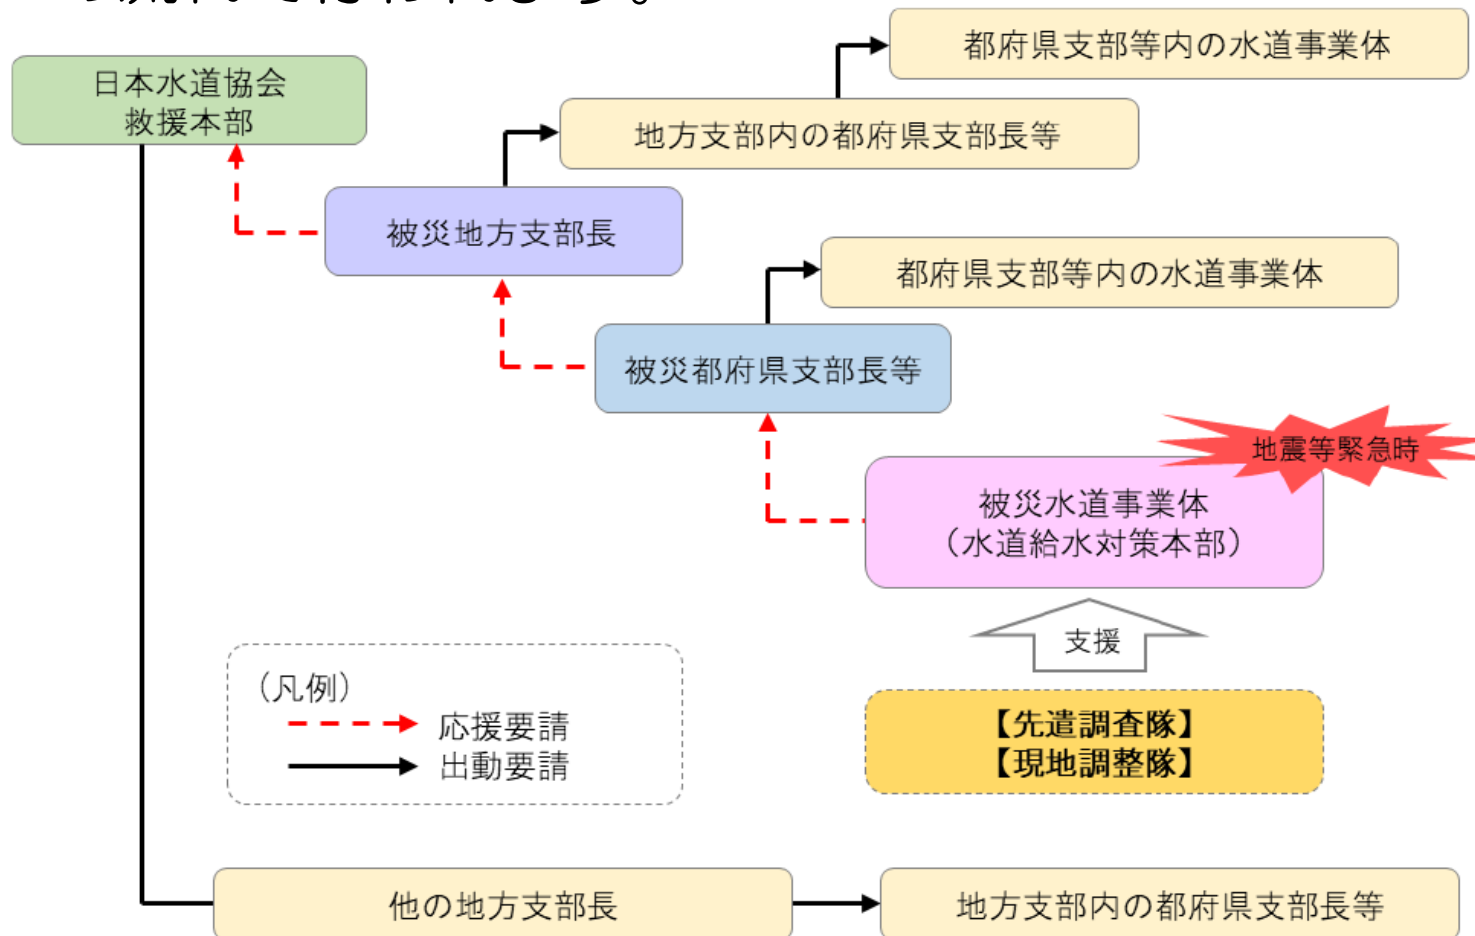 都府県支部等内の水道事業体
日本水道協会
救援本部
地方支部内の都府県支部長等
被災地方支部長
都府県支部等内の水道事業体
被災都府県支部長等
地震等緊急時
被災水道事業体
（水道給水対策本部）
支援
（凡例）
応援要請
出動要請
【先遣調査隊】
【現地調整隊】
他の地方支部長
地方支部内の都府県支部長等